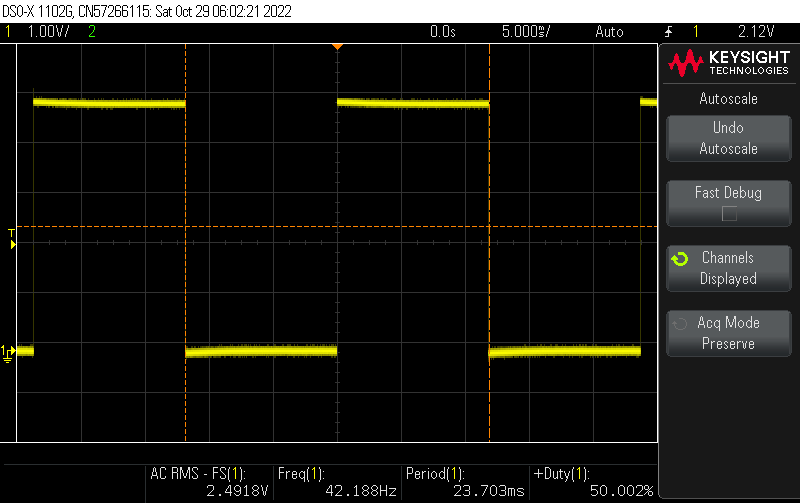 DSO-X 1102G, CN57266115: Sat Oct 29 06:02:21 2022
1 1.00V/ 2 0.0s 5.000ms/ Auto 1 2.12V
KEYSIGHT
TECHNOLOGIES
Autoscale
Undo
Autoscale
Fast Debug
Channels
Displayed
Acq Mode
Preserve
T
1
AC RMS - FS(1): Freq(1): Period(1): +Duty(1):
2.4918V 42.188Hz 23.703ms 50.002%